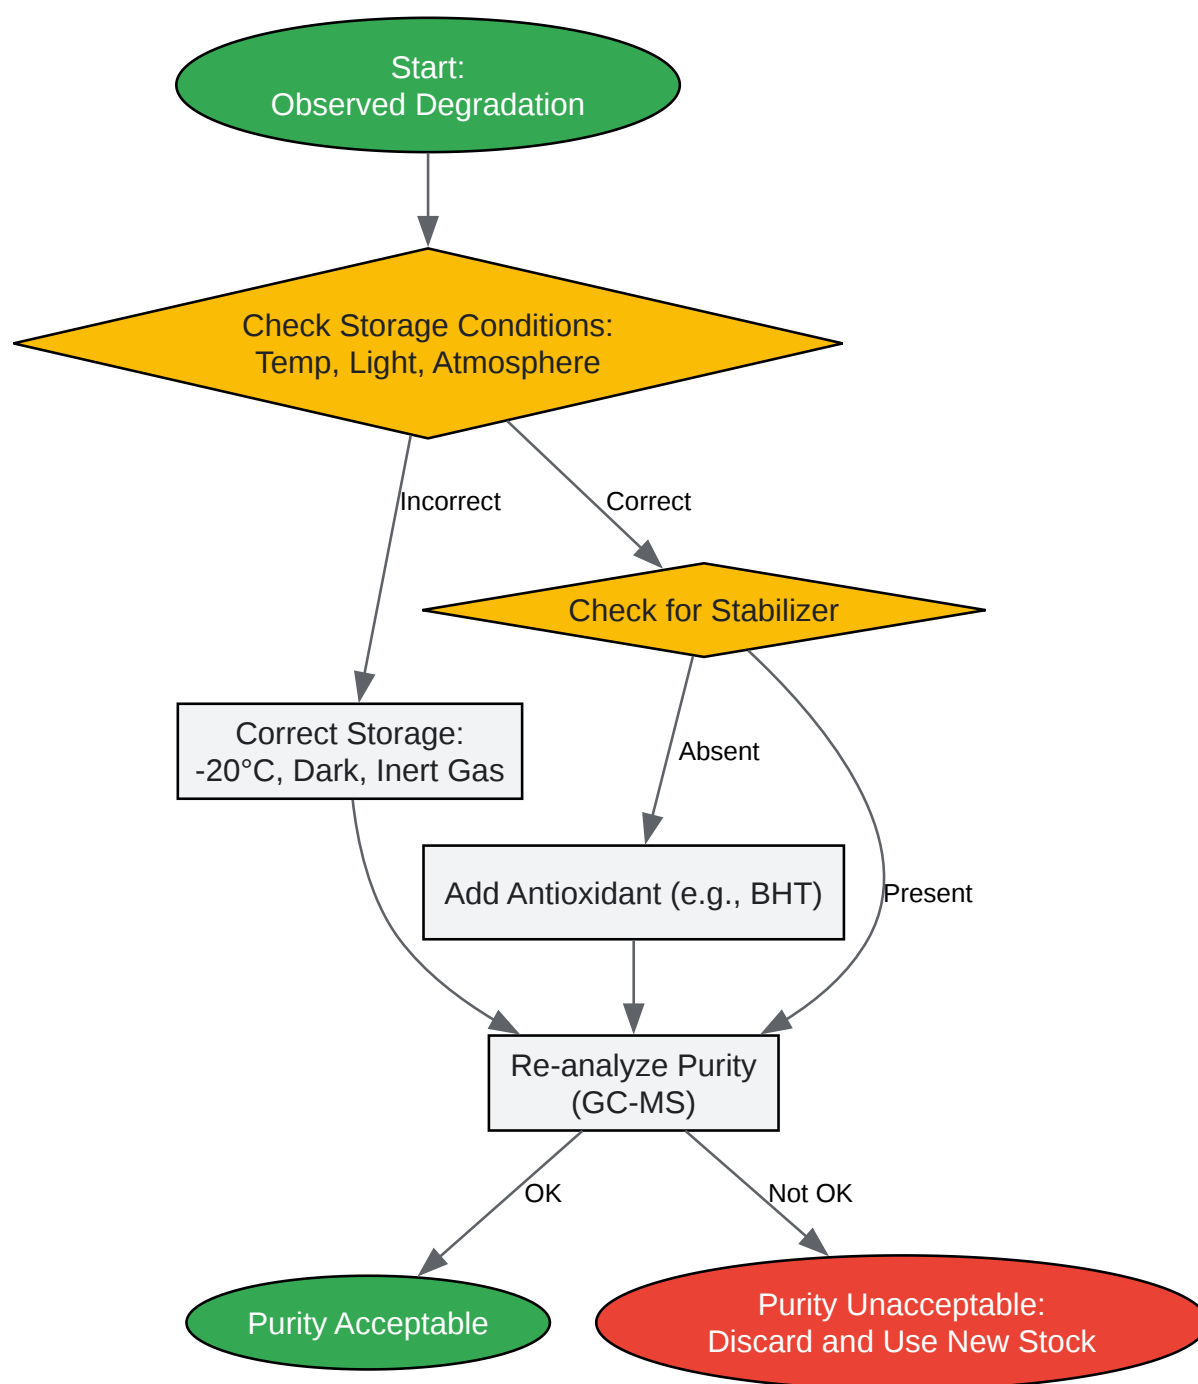 Start:
Observed Degradation
Check Storage Conditions:
Temp, Light, Atmosphere
Incorrect
Correct
Check for Stabilizer
Correct Storage:
-20°C, Dark, Inert Gas
Absent
Add Antioxidant (e.g., BHT)
Present
Re-analyze Purity
(GC-MS)
OK
Not OK
Purity Acceptable
Purity Unacceptable:
Discard and Use New Stock